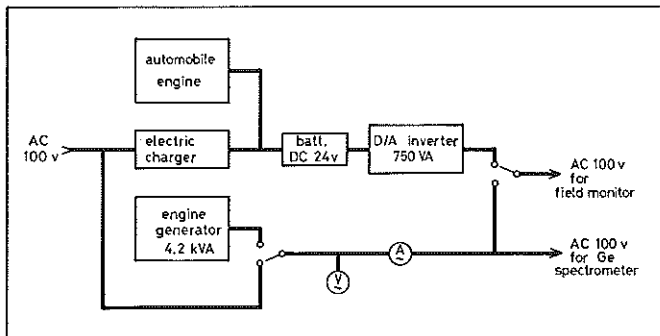 automobile
engine
AC
100 v
electric
charger
batt.
DC 24v
D/A inverter
750 VA
AC 100 v
for
field monitor
engine
generator
4.2 kVA
V
A
AC 100 v
for Ge
spectrometer